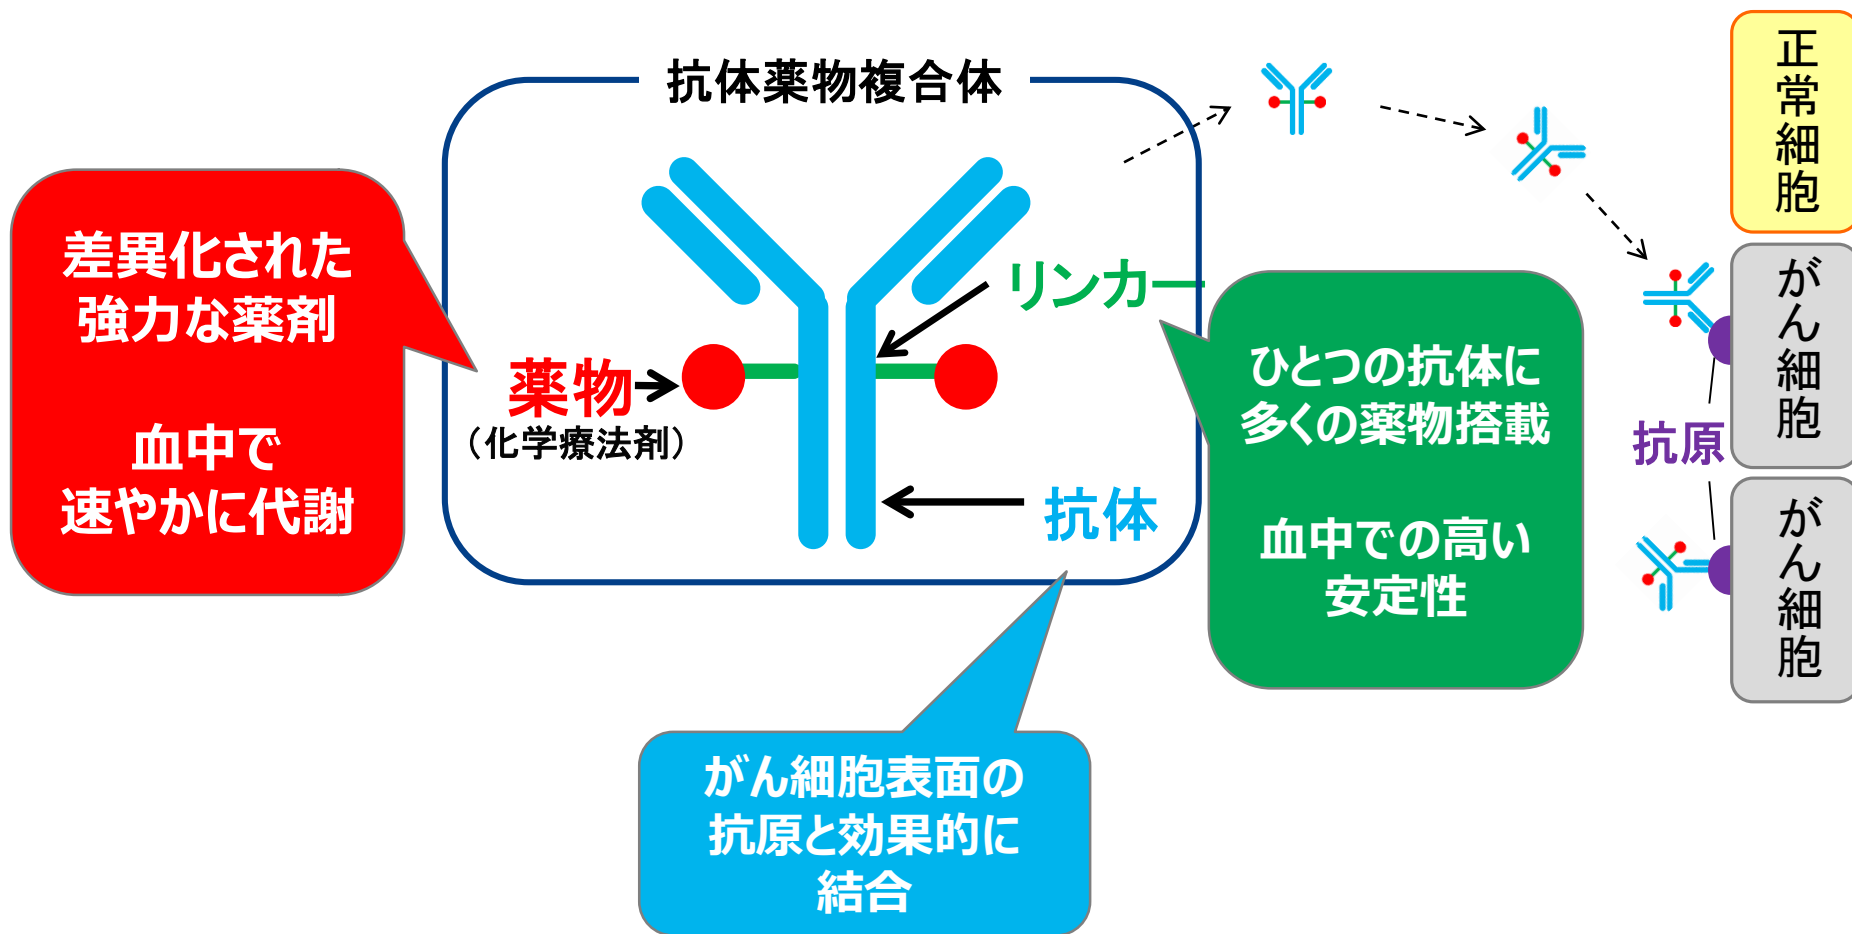 抗体薬物複合体
差異化された
強力な薬剤
血中で
速やかに代謝
リンカー
薬物
（化学療法剤）
抗体
ひとつの抗体に
多くの薬物搭載
血中での高い
安定性
がん細胞表面の
抗原と効果的に
結合
正常細胞
がん細胞
抗原
がん細胞